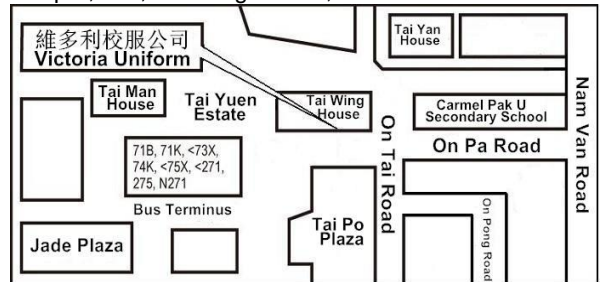 維多利校服公司
Victoria Uniform
Tai Yan
House
Tai Man
House
Tai Yuen
Estate
Tai Wing
House
Carmel Pak U
Secondary School
Nam Van Road
On Pa Road
On Tai Road
71B, 71K, <73X,
74K, <75X, <271,
275, N271
Bus Terminus
Tai Po
Plaza
On Pong Road
Jade Plaza